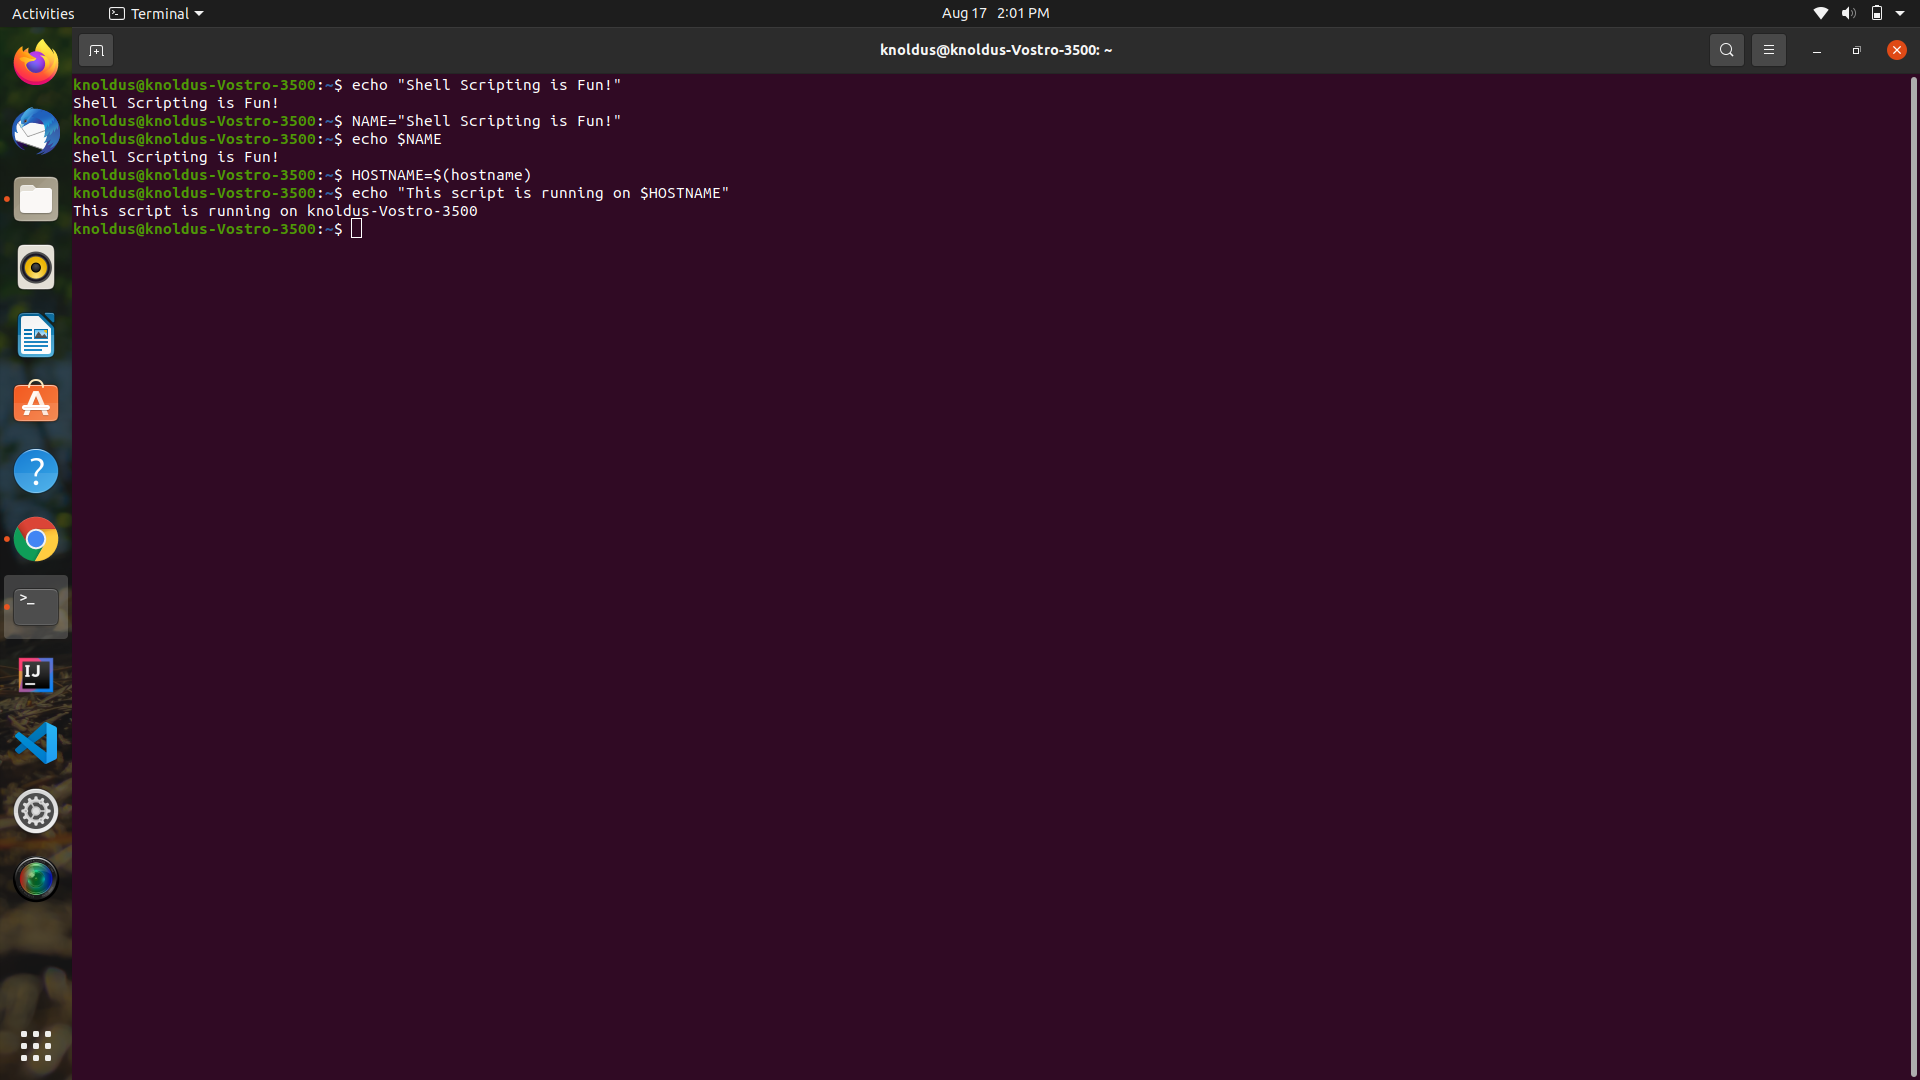 Activities Terminal Aug 17 2:01 PM
knoldus@knoldus-Vostro-3500: ~
knoldus@knoldus-Vostro-3500:~$ echo "Shell Scripting is Fun!"
Shell Scripting is Fun!
knoldus@knoldus-Vostro-3500:~$ NAME="Shell Scripting is Fun!"
knoldus@knoldus-Vostro-3500:~$ echo $NAME
Shell Scripting is Fun!
knoldus@knoldus-Vostro-3500:~$ HOSTNAME=$(hostname)
knoldus@knoldus-Vostro-3500:~$ echo "This script is running on $HOSTNAME"
This script is running on knoldus-Vostro-3500
knoldus@knoldus-Vostro-3500:~$
?
>_
IJ